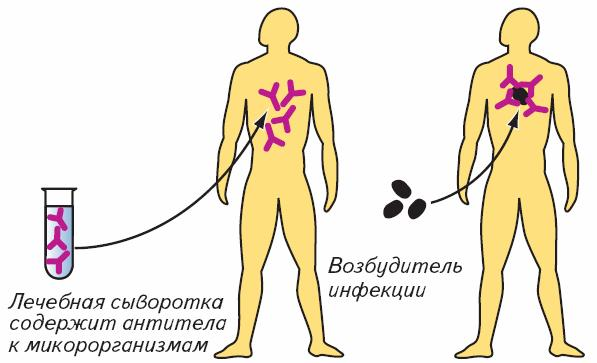 Лечебная сыворотка
содержит антитела
к микорорганизмам
Возбудитель
инфекции